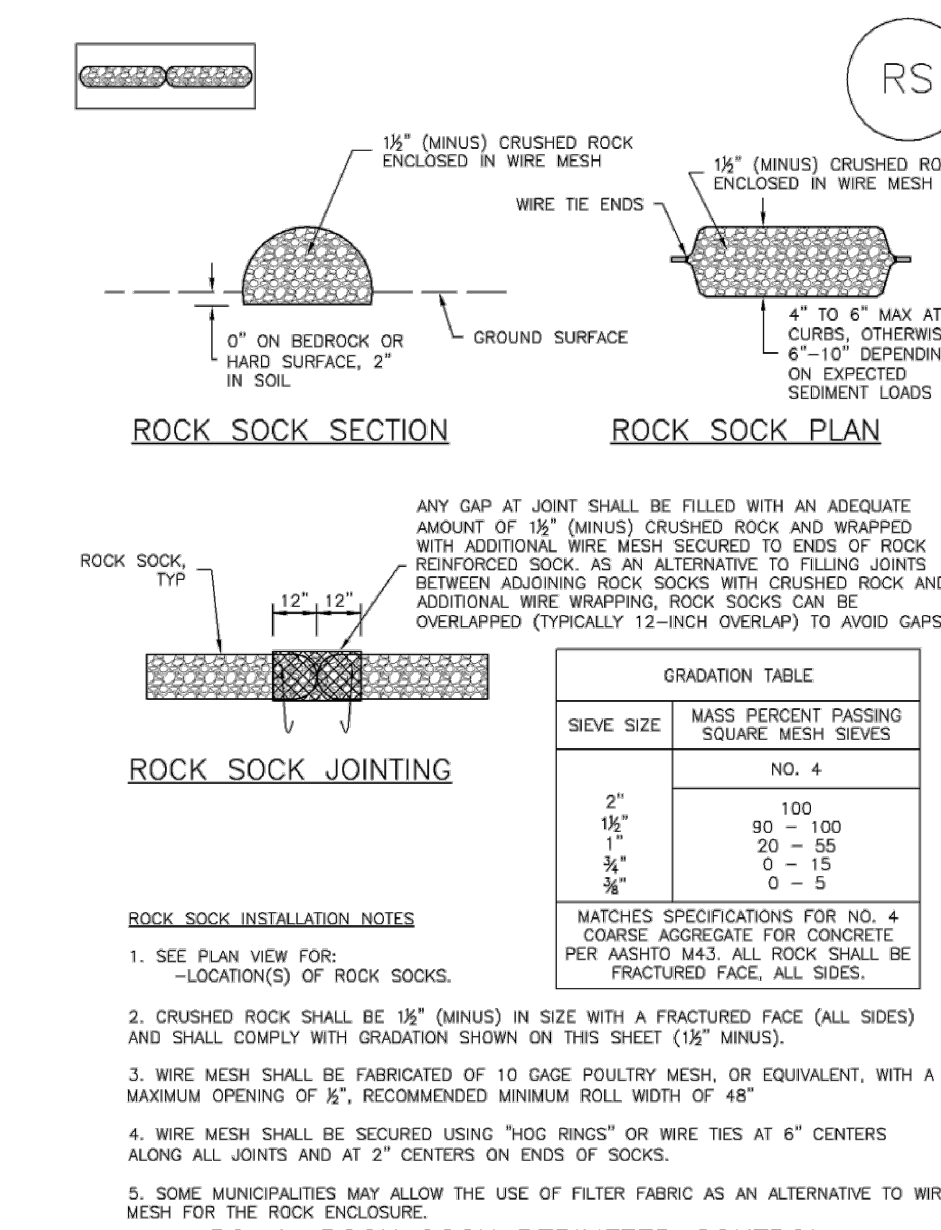 RS
1½" (MINUS) CRUSHED ROCK
ENCLOSED IN WIRE MESH
0" ON BEDROCK OR
HARD SURFACE, 2"
IN SOIL
GROUND SURFACE
ROCK SOCK SECTION
1½" (MINUS) CRUSHED RO
ENCLOSED IN WIRE MESH
WIRE TIE ENDS
4" TO 6" MAX AT
CURBS, OTHERWIS
6"-10" DEPENDIN
ON EXPECTED
SEDIMENT LOADS
ROCK SOCK PLAN
ANY GAP AT JOINT SHALL BE FILLED WITH AN ADEQUATE
AMOUNT OF 1½" (MINUS) CRUSHED ROCK AND WRAPPED
WITH ADDITIONAL WIRE MESH SECURED TO ENDS OF ROCK
REINFORCED SOCK. AS AN ALTERNATIVE TO FILLING JOINTS
BETWEEN ADJOINING ROCK SOCKS WITH CRUSHED ROCK AND
ADDITIONAL WIRE WRAPPING, ROCK SOCKS CAN BE
OVERLAPPED (TYPICALLY 12-INCH OVERLAP) TO AVOID GAPS
ROCK SOCK,
TYP
12" 12"
ROCK SOCK JOINTING
GRADATION TABLE
SIEVE SIZE MASS PERCENT PASSING
SQUARE MESH SIEVES
NO. 4
2" 100
1½" 90 - 100
1" 20 - 55
¾" 0 - 15
⅜" 0 - 5
MATCHES SPECIFICATIONS FOR NO. 4
COARSE AGGREGATE FOR CONCRETE
PER AASHTO M43. ALL ROCK SHALL BE
FRACTURED FACE, ALL SIDES.
ROCK SOCK INSTALLATION NOTES
1. SEE PLAN VIEW FOR:
-LOCATION(S) OF ROCK SOCKS.
2. CRUSHED ROCK SHALL BE 1½" (MINUS) IN SIZE WITH A FRACTURED FACE (ALL SIDES)
AND SHALL COMPLY WITH GRADATION SHOWN ON THIS SHEET (1½" MINUS).
3. WIRE MESH SHALL BE FABRICATED OF 10 GAGE POULTRY MESH, OR EQUIVALENT, WITH A
MAXIMUM OPENING OF ½", RECOMMENDED MINIMUM ROLL WIDTH OF 48"
4. WIRE MESH SHALL BE SECURED USING "HOG RINGS" OR WIRE TIES AT 6" CENTERS
ALONG ALL JOINTS AND AT 2" CENTERS ON ENDS OF SOCKS.
5. SOME MUNICIPALITIES MAY ALLOW THE USE OF FILTER FABRIC AS AN ALTERNATIVE TO WIR
MESH FOR THE ROCK ENCLOSURE.